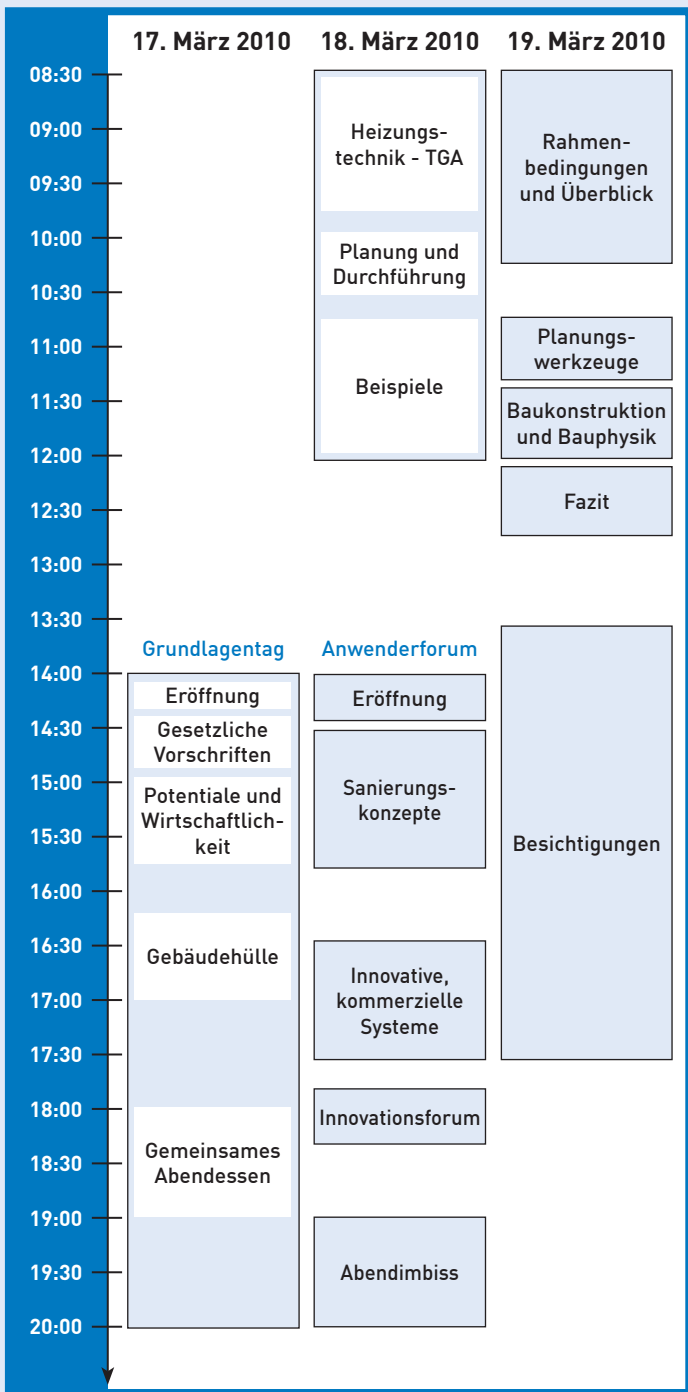 17. März 2010
18. März 2010
19. März 2010
08:30
09:00
09:30
10:00
10:30
11:00
11:30
12:00
12:30
13:00
13:30
14:00
14:30
15:00
15:30
16:00
16:30
17:00
17:30
18:00
18:30
19:00
19:30
20:00
Grundlagentag
Eröffnung
Gesetzliche
Vorschriften
Potentiale und
Wirtschaftlich-
keit
Gebäudehülle
Gemeinsames
Abendessen
Heizungs-
technik - TGA
Planung und
Durchführung
Beispiele
Anwenderforum
Eröffnung
Sanierungs-
konzepte
Innovative,
kommerzielle
Systeme
Innovationsforum
Abendimbiss
Rahmen-
bedingungen
und Überblick
Planungs-
werkzeuge
Baukonstruktion
und Bauphysik
Fazit
Besichtigungen